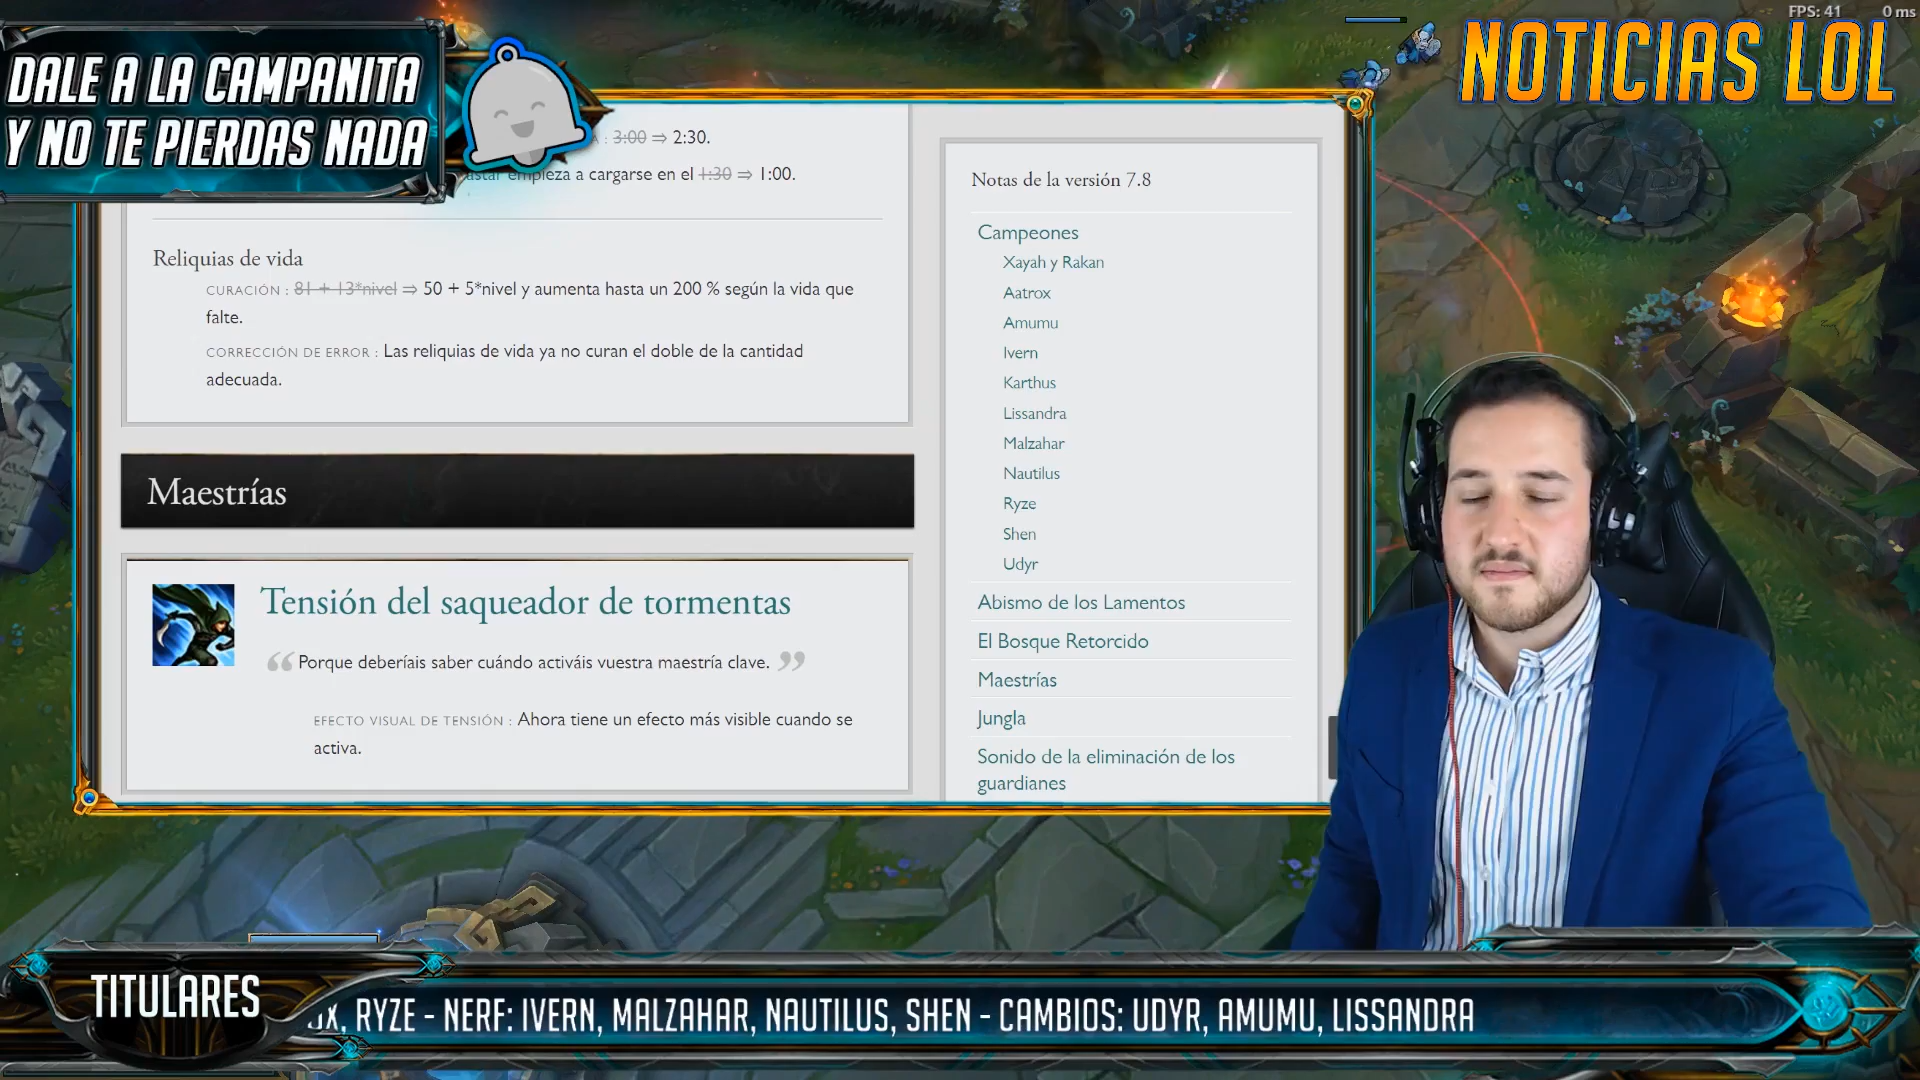 FPS: 41 0 ms
DALE A LA CAMPANITA
Y NO TE PIERDAS NADA
NOTICIAS LOL
: 3:00 ⇒ 2:30.
empieza a cargarse en el 1:30 ⇒ 1:00.
Reliquias de vida
CURACIÓN : 81 + 13*nivel ⇒ 50 + 5*nivel y aumenta hasta un 200 % según la vida que
falte.
CORRECCIÓN DE ERROR : Las reliquias de vida ya no curan el doble de la cantidad
adecuada.
Maestrías
Tensión del saqueador de tormentas
“ Porque deberíais saber cuándo activáis vuestra maestría clave. ”
EFECTO VISUAL DE TENSIÓN : Ahora tiene un efecto más visible cuando se
activa.
Notas de la versión 7.8
Campeones
Xayah y Rakan
Aatrox
Amumu
Ivern
Karthus
Lissandra
Malzahar
Nautilus
Ryze
Shen
Udyr
Abismo de los Lamentos
El Bosque Retorcido
Maestrías
Jungla
Sonido de la eliminación de los
guardianes
TITULARES
X, RYZE - NERF: IVERN, MALZAHAR, NAUTILUS, SHEN - CAMBIOS: UDYR, AMUMU, LISSANDRA